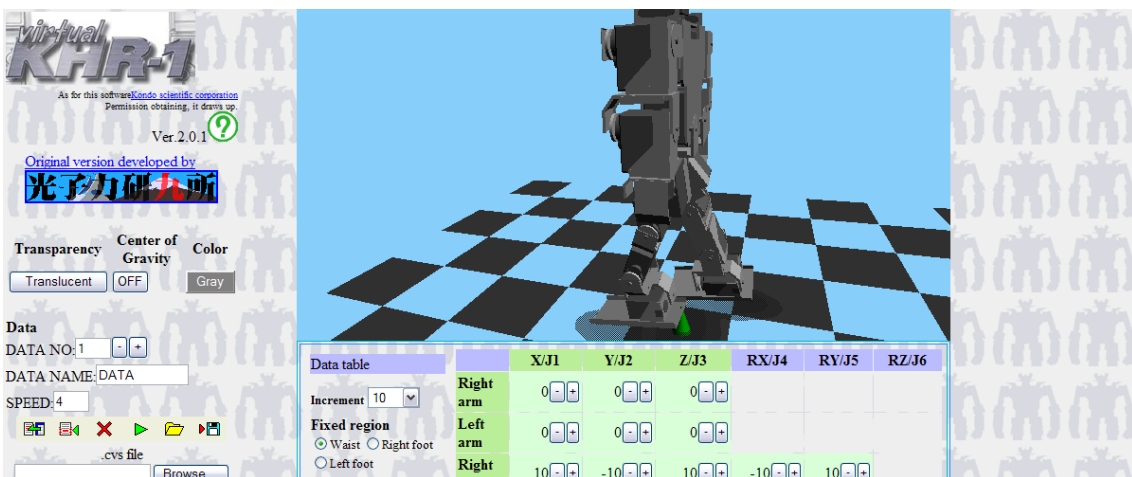 virtual
KHR-1
As for this softwareKondo scientific corporation
Permission obtaining, it draws up.
Ver.2.0.1
?
Original version developed by
光子力研九所
Transparency Center of Gravity Color
Translucent OFF Gray
Data
DATA NO:1 - +
DATA NAME:DATA
SPEED:4
.cvs file
Browse...
Data table
Increment 10
Fixed region
Waist Right foot
Left foot
X/J1 Y/J2 Z/J3 RX/J4 RY/J5 RZ/J6
Right arm 0 - + 0 - + 0 - +
Left arm 0 - + 0 - + 0 - +
Right 10 - + -10 - + 10 - + -10 - + 10 - +